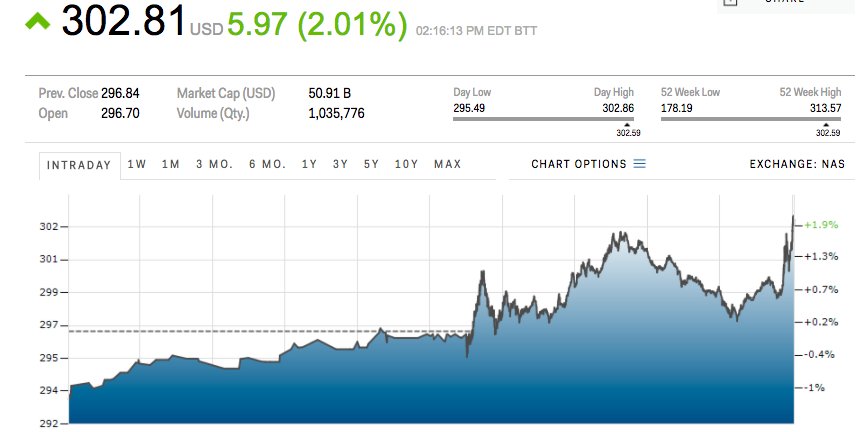 SHARE
302.81 USD 5.97 (2.01%) 02:16:13 PM EDT BTT
Prev. Close 296.84 Market Cap (USD) 50.91 B Day Low Day High 52 Week Low 52 Week High
Open 296.70 Volume (Qty.) 1,035,776 295.49 302.86 178.19 313.57
302.59 302.59
INTRADAY 1W 1M 3 MO. 6 MO. 1Y 3Y 5Y 10Y MAX CHART OPTIONS EXCHANGE: NAS
302 +1.9%
301 +1.3%
299 +0.7%
297 +0.2%
295 -0.4%
294 -1%
292